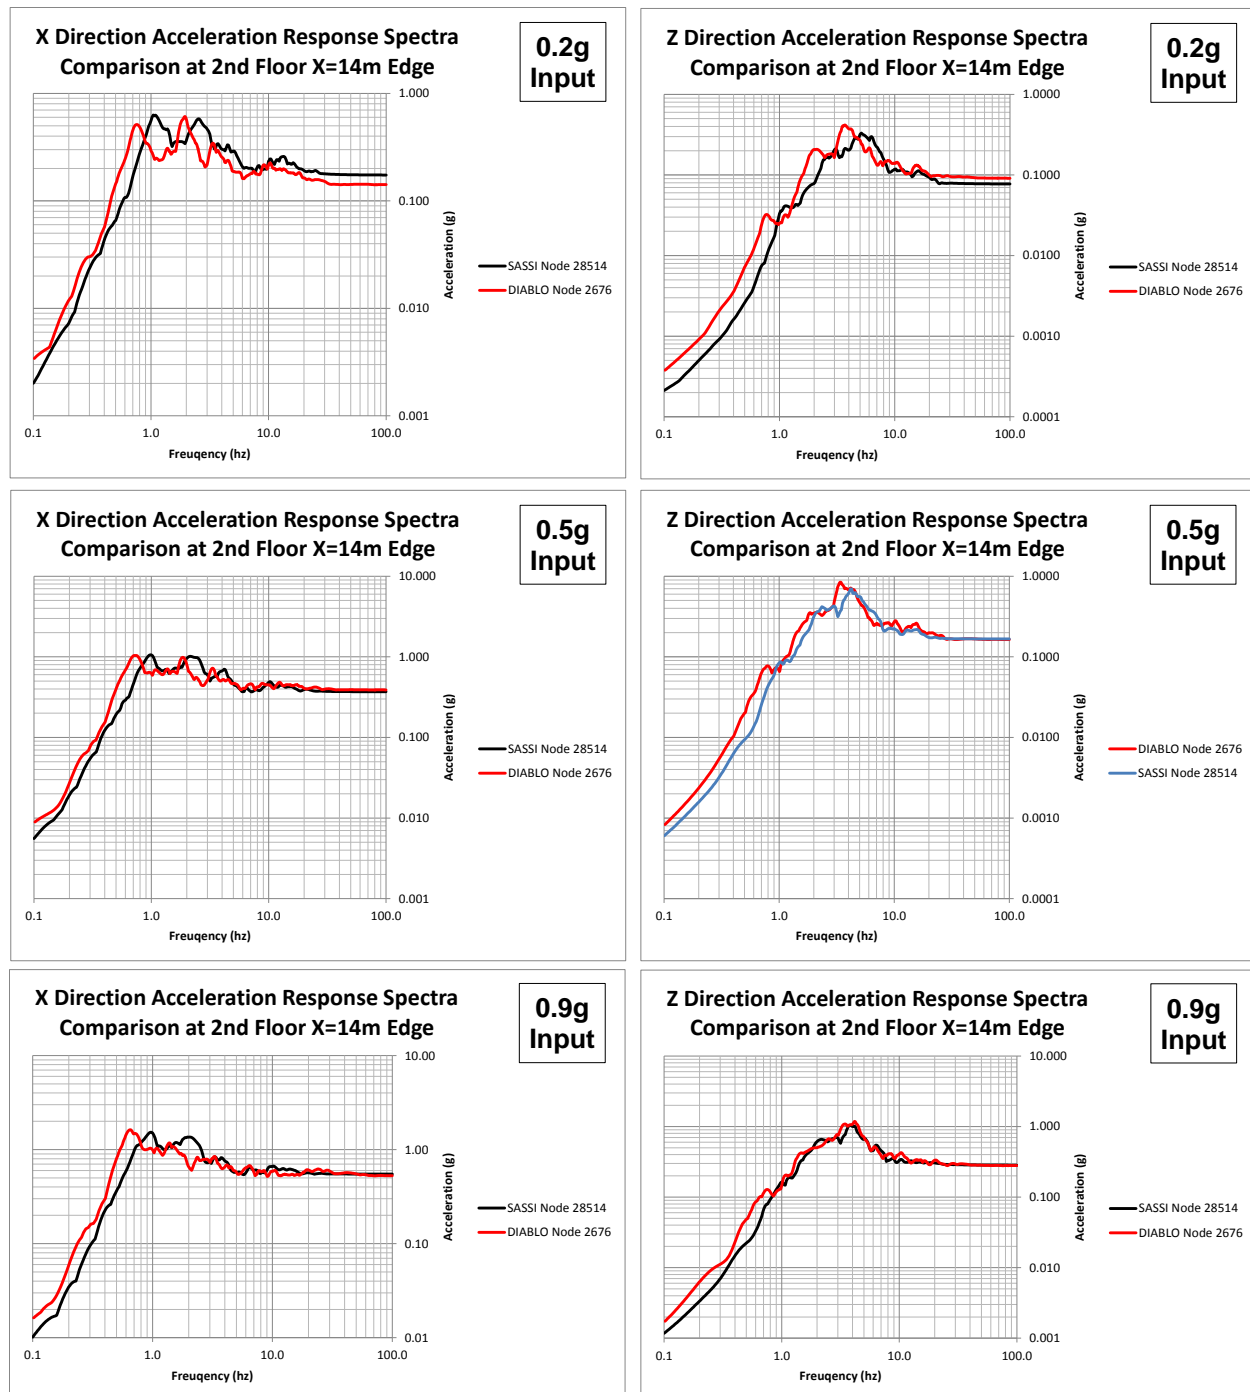 X Direction Acceleration Response Spectra
Comparison at 2nd Floor X=14m Edge
0.2g
Input
1.000
0.100
0.010
0.001
Acceleration (g)
0.1
1.0
10.0
100.0
Freuqency (hz)
SASSI Node 28514
DIABLO Node 2676
Z Direction Acceleration Response Spectra
Comparison at 2nd Floor X=14m Edge
0.2g
Input
1.0000
0.1000
0.0100
0.0010
0.0001
Acceleration (g)
0.1
1.0
10.0
100.0
Freuqency (hz)
SASSI Node 28514
DIABLO Node 2676
X Direction Acceleration Response Spectra
Comparison at 2nd Floor X=14m Edge
0.5g
Input
10.000
1.000
0.100
0.010
0.001
Acceleration (g)
0.1
1.0
10.0
100.0
Freuqency (hz)
SASSI Node 28514
DIABLO Node 2676
Z Direction Acceleration Response Spectra
Comparison at 2nd Floor X=14m Edge
0.5g
Input
1.0000
0.1000
0.0100
0.0010
0.0001
Acceleration (g)
0.1
1.0
10.0
100.0
Freuqency (hz)
DIABLO Node 2676
SASSI Node 28514
X Direction Acceleration Response Spectra
Comparison at 2nd Floor X=14m Edge
0.9g
Input
10.00
1.00
0.10
0.01
Acceleration (g)
0.1
1.0
10.0
100.0
Freuqency (hz)
SASSI Node 28514
DIABLO Node 2676
Z Direction Acceleration Response Spectra
Comparison at 2nd Floor X=14m Edge
0.9g
Input
10.000
1.000
0.100
0.010
0.001
Acceleration (g)
0.1
1.0
10.0
100.0
Freuqency (hz)
SASSI Node 28514
DIABLO Node 2676